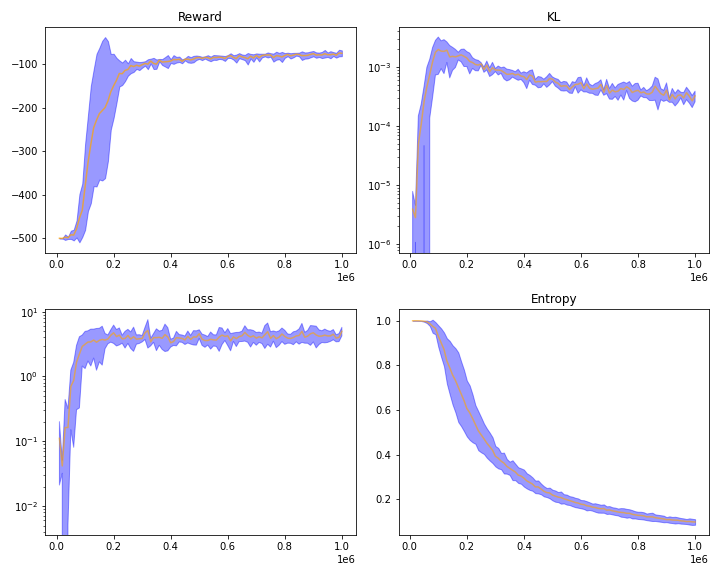 Reward
−100
−200
−300
−400
−500
0.0 0.2 0.4 0.6 0.8 1.0
1e6
KL
10⁻³
10⁻⁴
10⁻⁵
10⁻⁶
0.0 0.2 0.4 0.6 0.8 1.0
1e6
Loss
10¹
10⁰
10⁻¹
10⁻²
0.0 0.2 0.4 0.6 0.8 1.0
1e6
Entropy
1.0
0.8
0.6
0.4
0.2
0.0 0.2 0.4 0.6 0.8 1.0
1e6